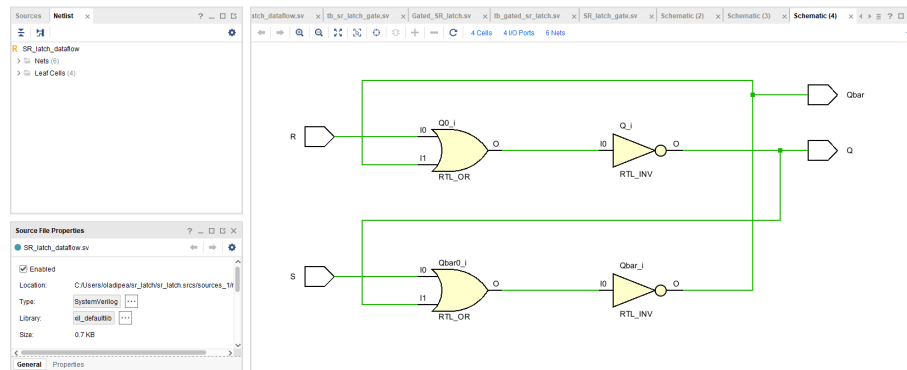 Sources Netlist × ? _ □
SR_latch_dataflow
Nets (6)
Leaf Cells (4)
Source File Properties ? _ □ ×
SR_latch_dataflow.sv
Enabled
Location: C:/Users/oladipea/sr_latch/sr_latch.srcs/sources_1/
Type: SystemVerilog ...
Library: xil_defaultlib ...
Size: 0.7 KB
General Properties
atch_dataflow.sv × tb_sr_latch_gate.sv × Gated_SR_latch.sv × tb_gated_sr_latch.sv × SR_latch_gate.sv × Schematic (2) × Schematic (3) × Schematic (4) × ? □
4 Cells 4 I/O Ports 6 Nets
Qbar
Q0_i Q_i
R I0 O I0 O Q
I1
RTL_OR RTL_INV
Qbar0_i Qbar_i
S I0 O I0 O
I1
RTL_OR RTL_INV